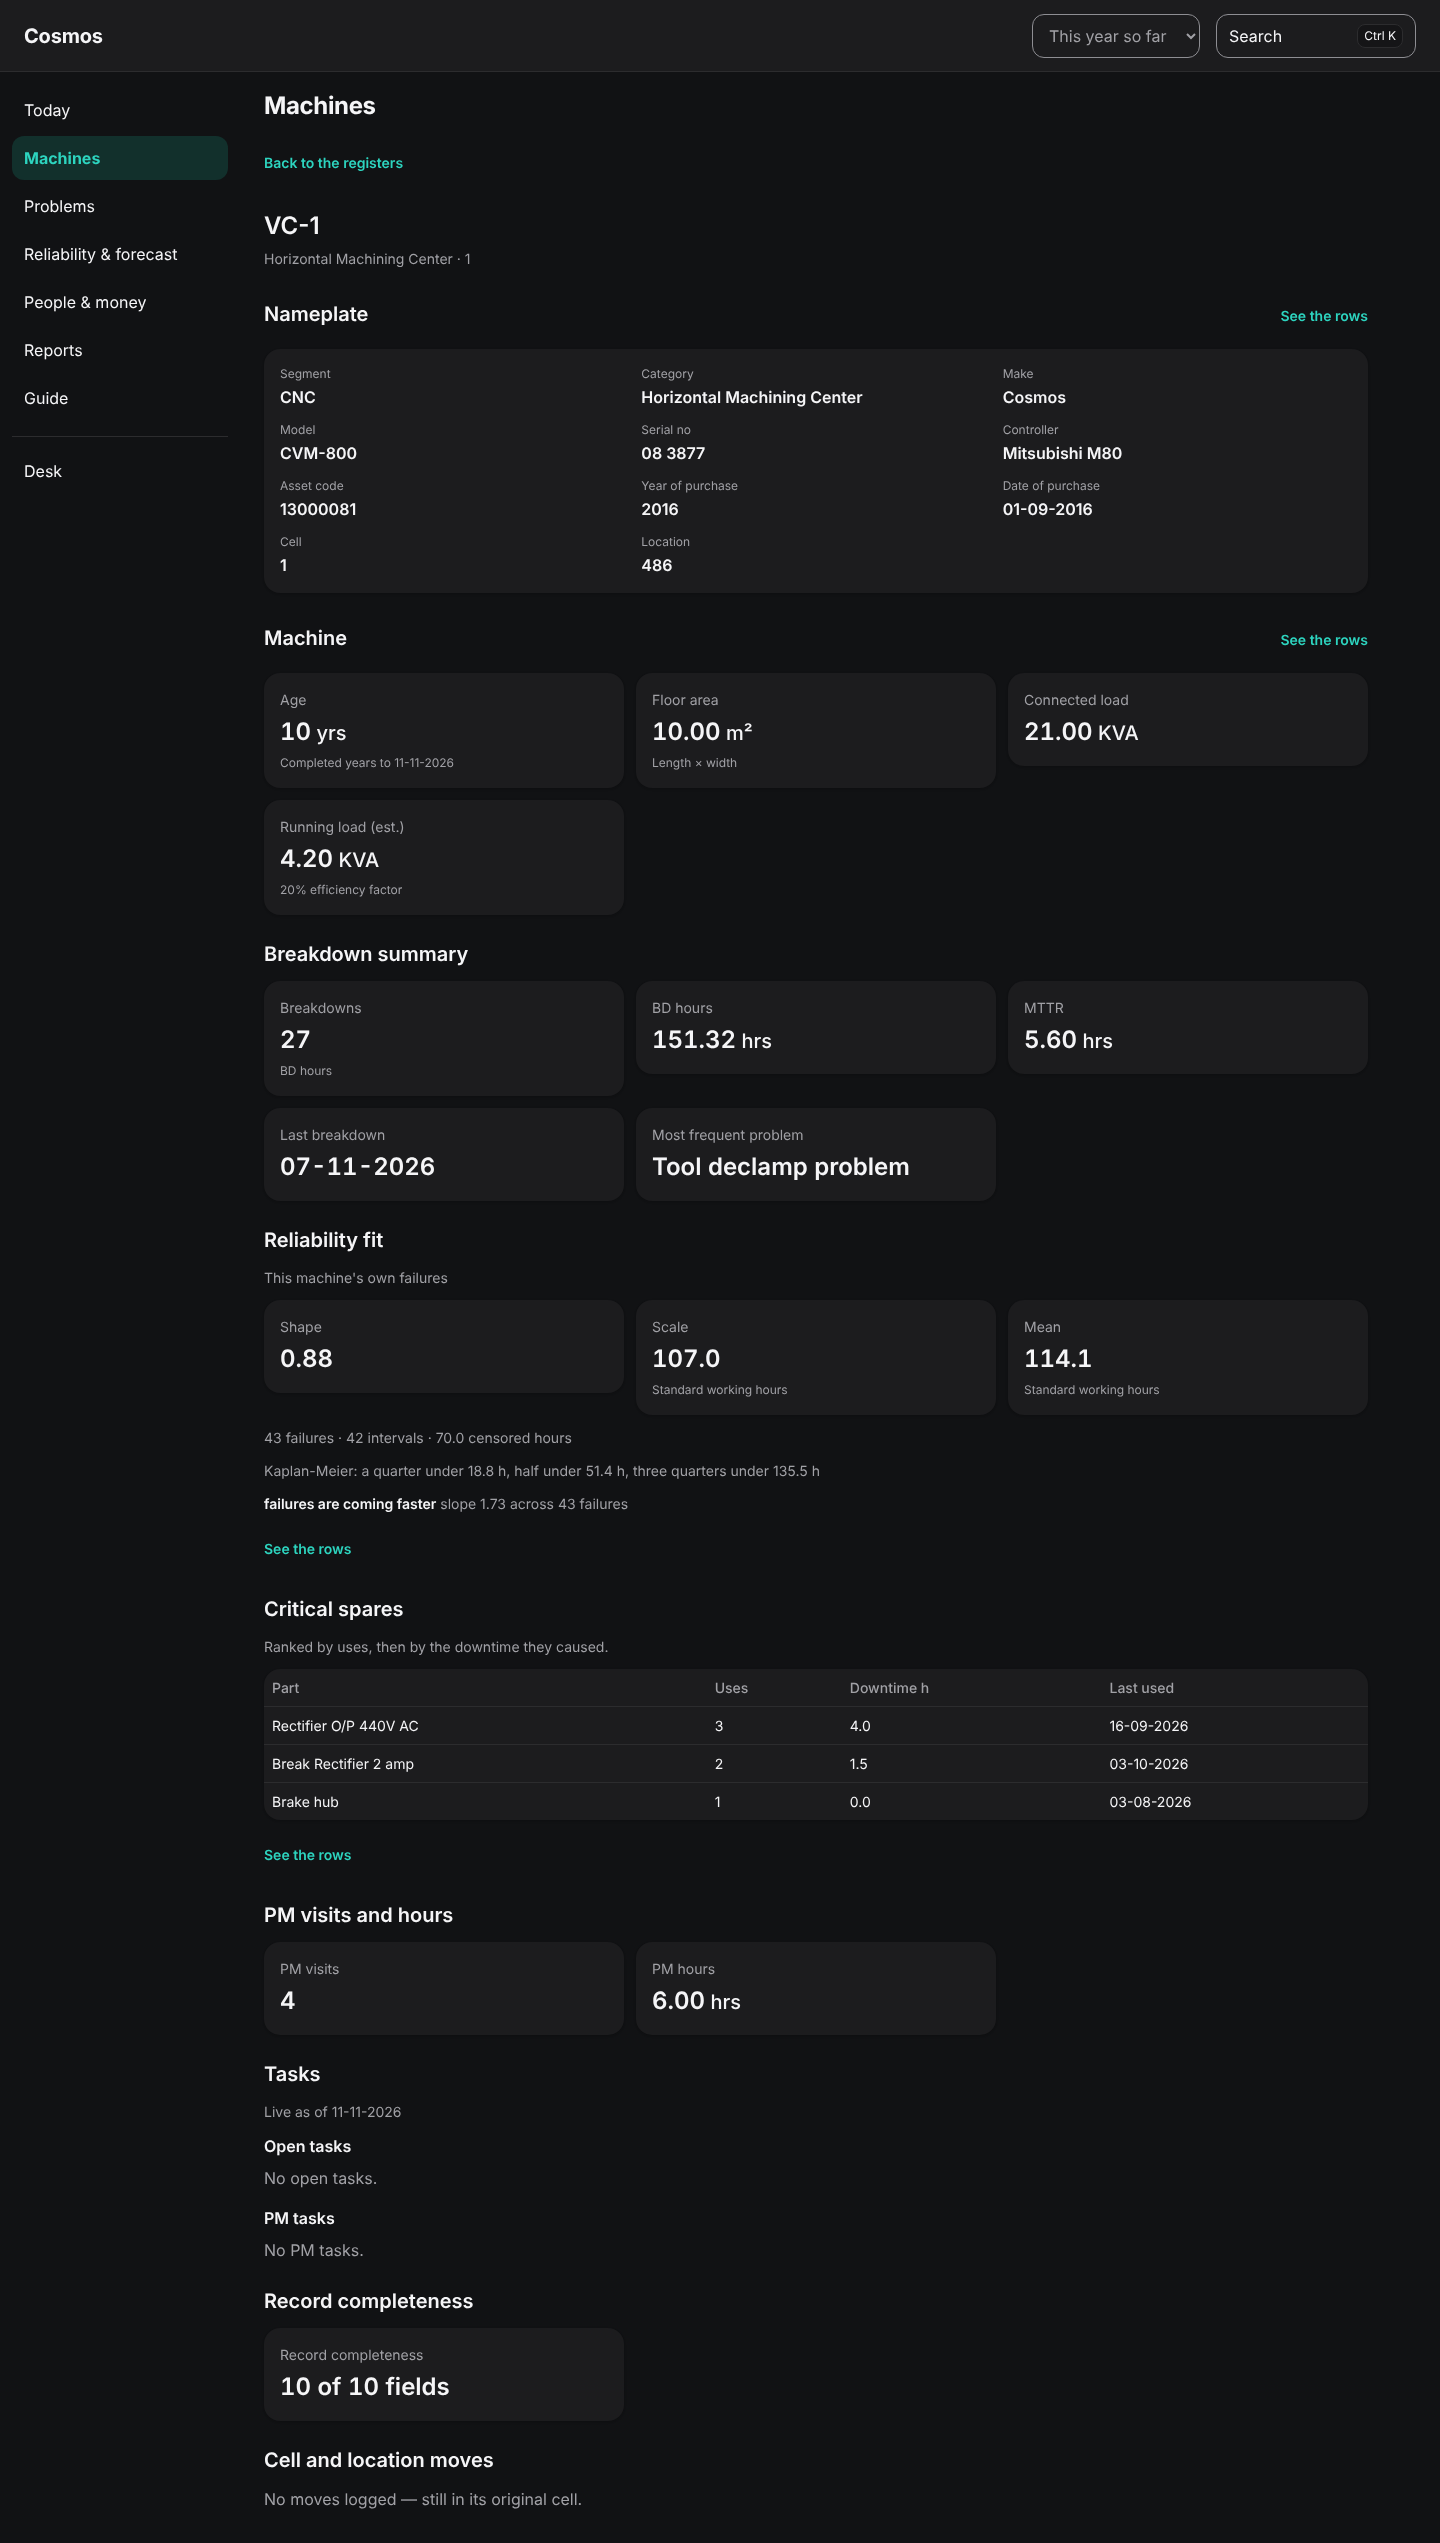 Cosmos
This year so far
Search Ctrl K
Today
Machines
Problems
Reliability & forecast
People & money
Reports
Guide
Desk
Machines
Back to the registers
VC-1
Horizontal Machining Center · 1
Nameplate See the rows
Segment Category Make
CNC Horizontal Machining Center Cosmos
Model Serial no Controller
CVM-800 08 3877 Mitsubishi M80
Asset code Year of purchase Date of purchase
13000081 2016 01-09-2016
Cell Location
1 486
Machine See the rows
Age Floor area Connected load
10 yrs 10.00 m² 21.00 KVA
Completed years to 11-11-2026 Length × width
Running load (est.)
4.20 KVA
20% efficiency factor
Breakdown summary
Breakdowns BD hours MTTR
27 151.32 hrs 5.60 hrs
BD hours
Last breakdown Most frequent problem
07-11-2026 Tool declamp problem
Reliability fit
This machine's own failures
Shape Scale Mean
0.88 107.0 114.1
Standard working hours Standard working hours
43 failures · 42 intervals · 70.0 censored hours
Kaplan-Meier: a quarter under 18.8 h, half under 51.4 h, three quarters under 135.5 h
failures are coming faster slope 1.73 across 43 failures
See the rows
Critical spares
Ranked by uses, then by the downtime they caused.
Part Uses Downtime h Last used
Rectifier O/P 440V AC 3 4.0 16-09-2026
Break Rectifier 2 amp 2 1.5 03-10-2026
Brake hub 1 0.0 03-08-2026
See the rows
PM visits and hours
PM visits PM hours
4 6.00 hrs
Tasks
Live as of 11-11-2026
Open tasks
No open tasks.
PM tasks
No PM tasks.
Record completeness
Record completeness
10 of 10 fields
Cell and location moves
No moves logged — still in its original cell.